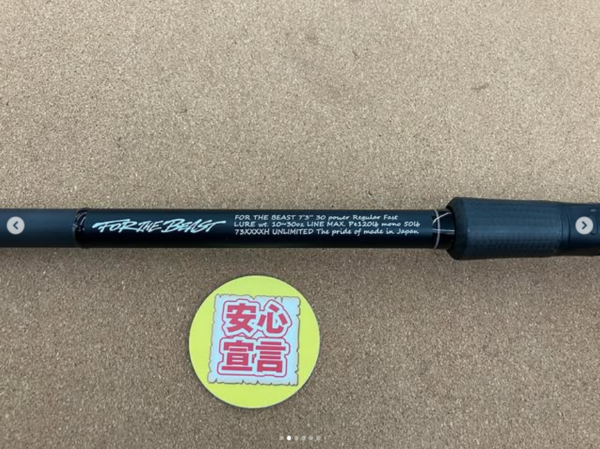 FOR THE BEAST
FOR THE BEAST 7'3" 30 power Regular Fast
LURE wt. 10~30oz LINE MAX. Pe120lb mono 50lb
73XXXXH UNLIMITED The pride of made in Japan
安心
宣言